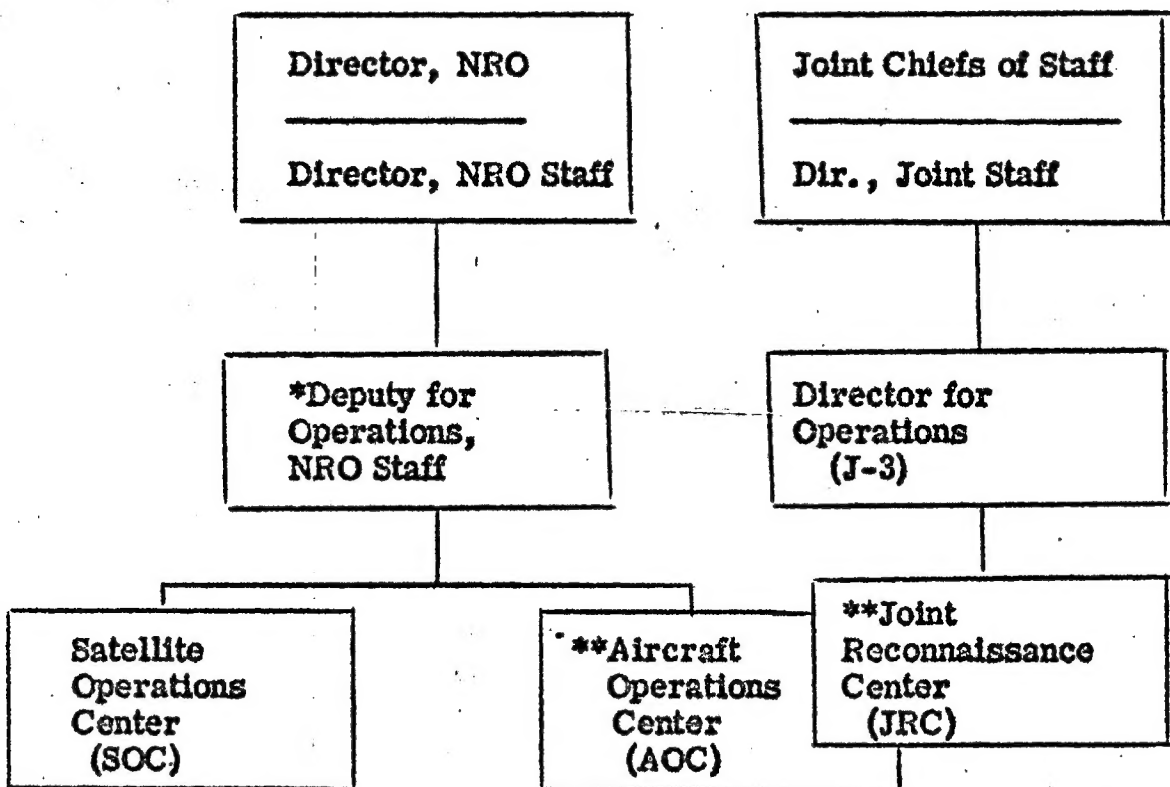 Director, NRO
Director, NRO Staff
Joint Chiefs of Staff
Dir., Joint Staff
*Deputy for
Operations,
NRO Staff
Director for
Operations
(J-3)
Satellite
Operations
Center
(SOC)
**Aircraft
Operations
Center
(AOC)
**Joint
Reconnaissance
Center
(JRC)